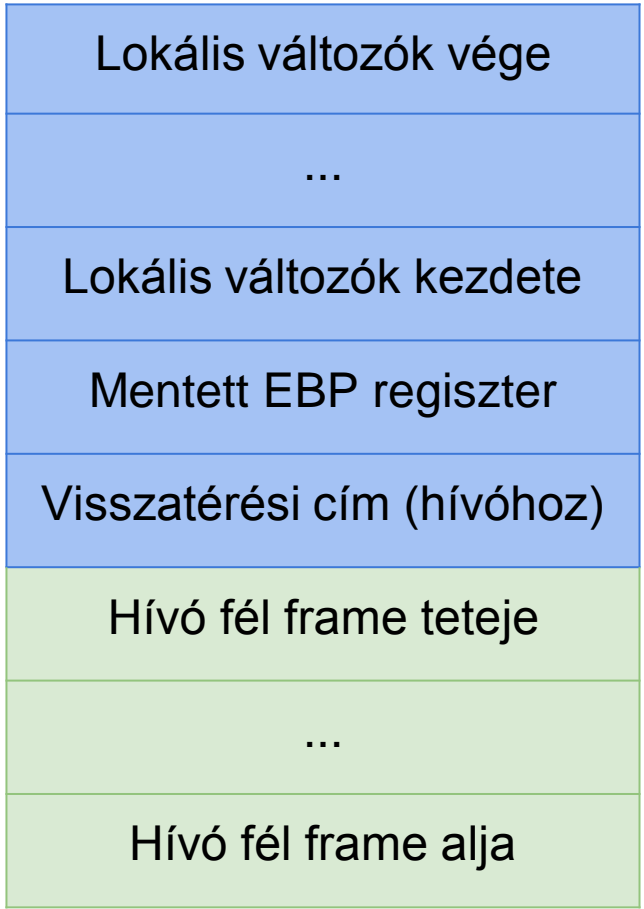 Lokális változók vége
...
Lokális változók kezdete
Mentett EBP regiszter
Visszatérési cím (hívóhoz)
Hívó fél frame teteje
...
Hívó fél frame alja